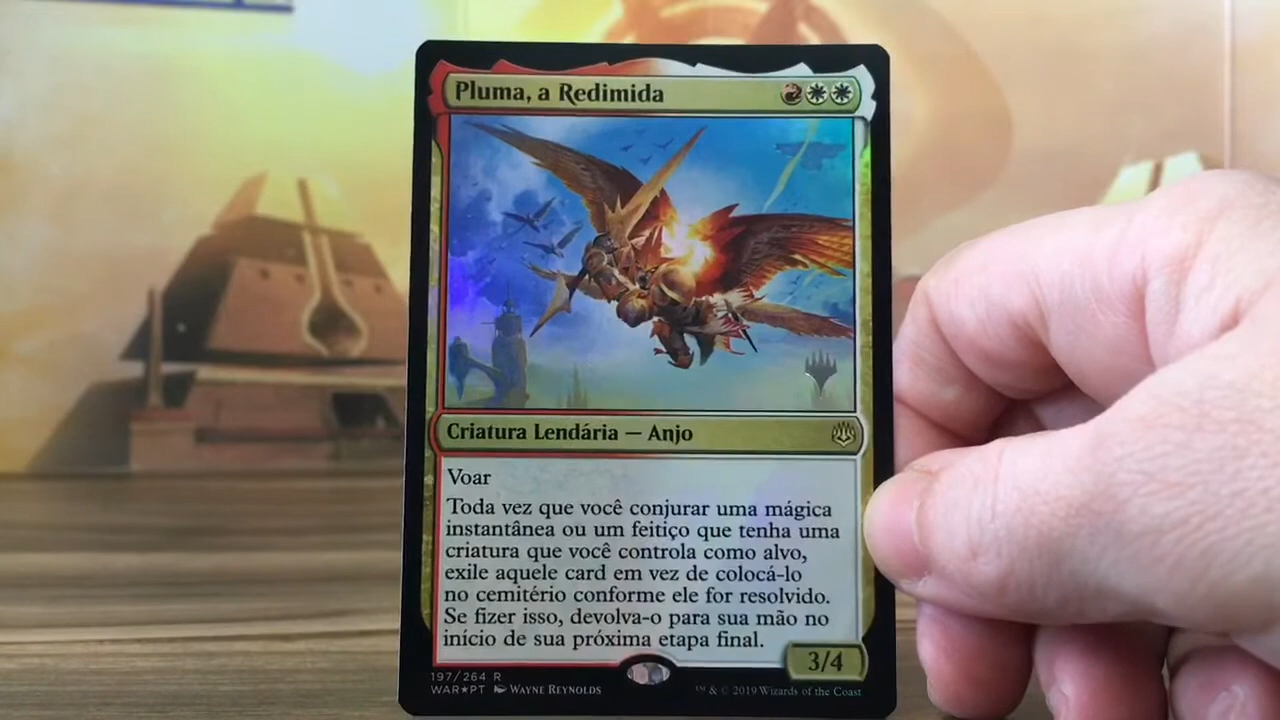 Pluma, a Redimida
Criatura Lendária — Anjo
Voar
Toda vez que você conjurar uma mágica
instantânea ou um feitiço que tenha uma
criatura que você controla como alvo,
exile aquele card em vez de colocá-lo
no cemitério conforme ele for resolvido.
Se fizer isso, devolva-o para sua mão no
início de sua próxima etapa final.
3/4
197/264 R
WAR★PT Wayne Reynolds
™ & © 2019 Wizards of the Coast